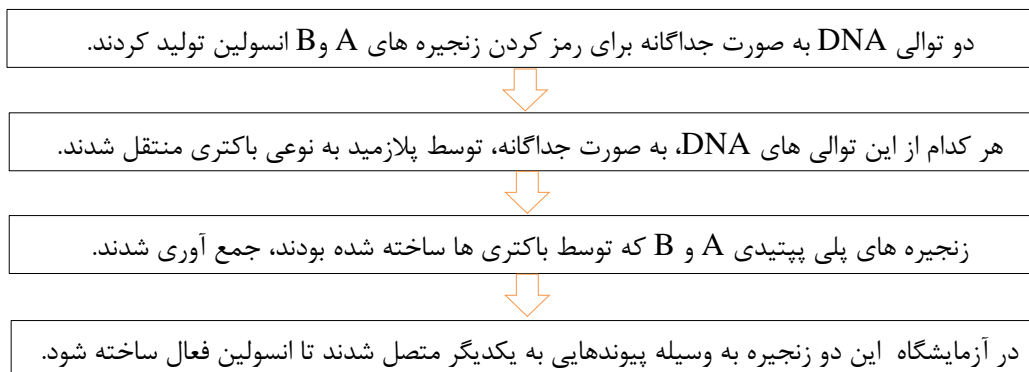 دو توالی DNA به صورت جداگانه برای رمز کردن زنجیره های A وB انسولین تولید کردند.
هر کدام از این توالی های DNA، به صورت جداگانه، توسط پلازمید به نوعی باکتری منتقل شدند.
زنجیره های پلی پپتیدی A و B که توسط باکتری ها ساخته شده بودند، جمع آوری شدند.
در آزمایشگاه این دو زنجیره به وسیله پیوندهایی به یکدیگر متصل شدند تا انسولین فعال ساخته شود.